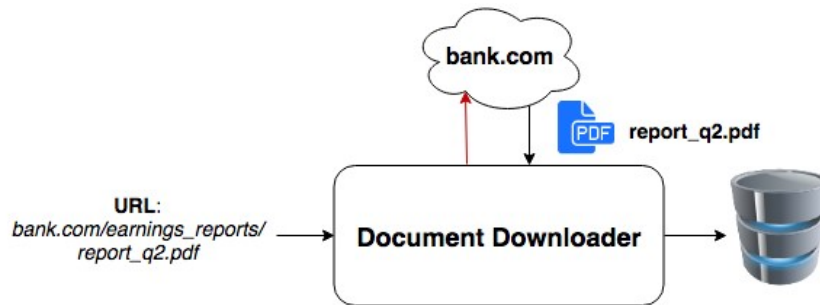 bank.com
PDF
report_q2.pdf
URL:
bank.com/earnings_reports/
report_q2.pdf
Document Downloader